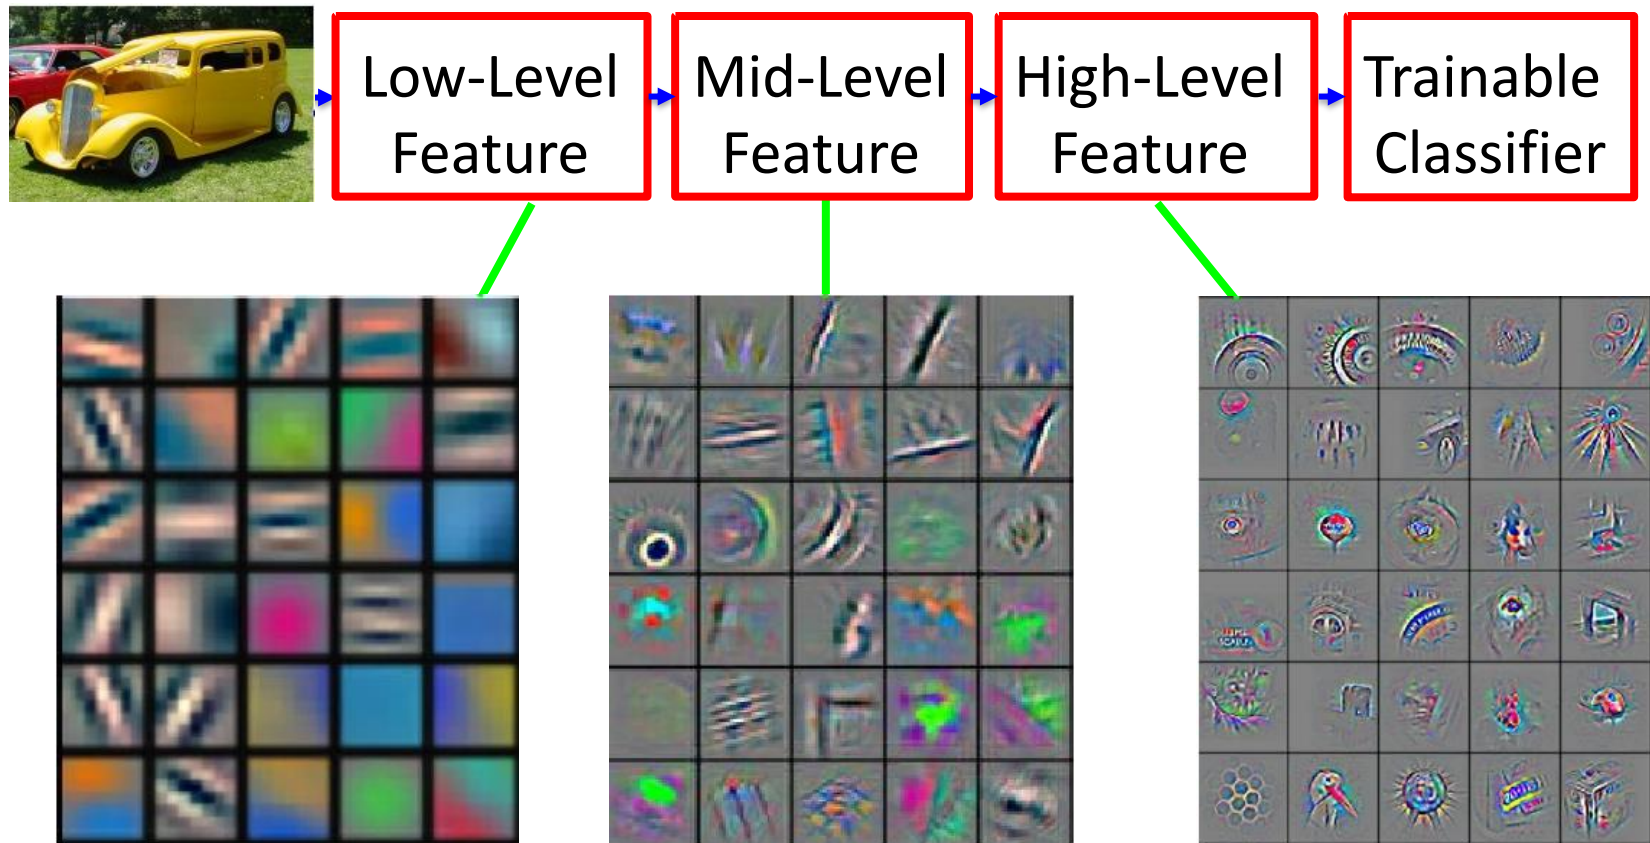 Low-Level
Feature
Mid-Level
Feature
High-Level
Feature
Trainable
Classifier